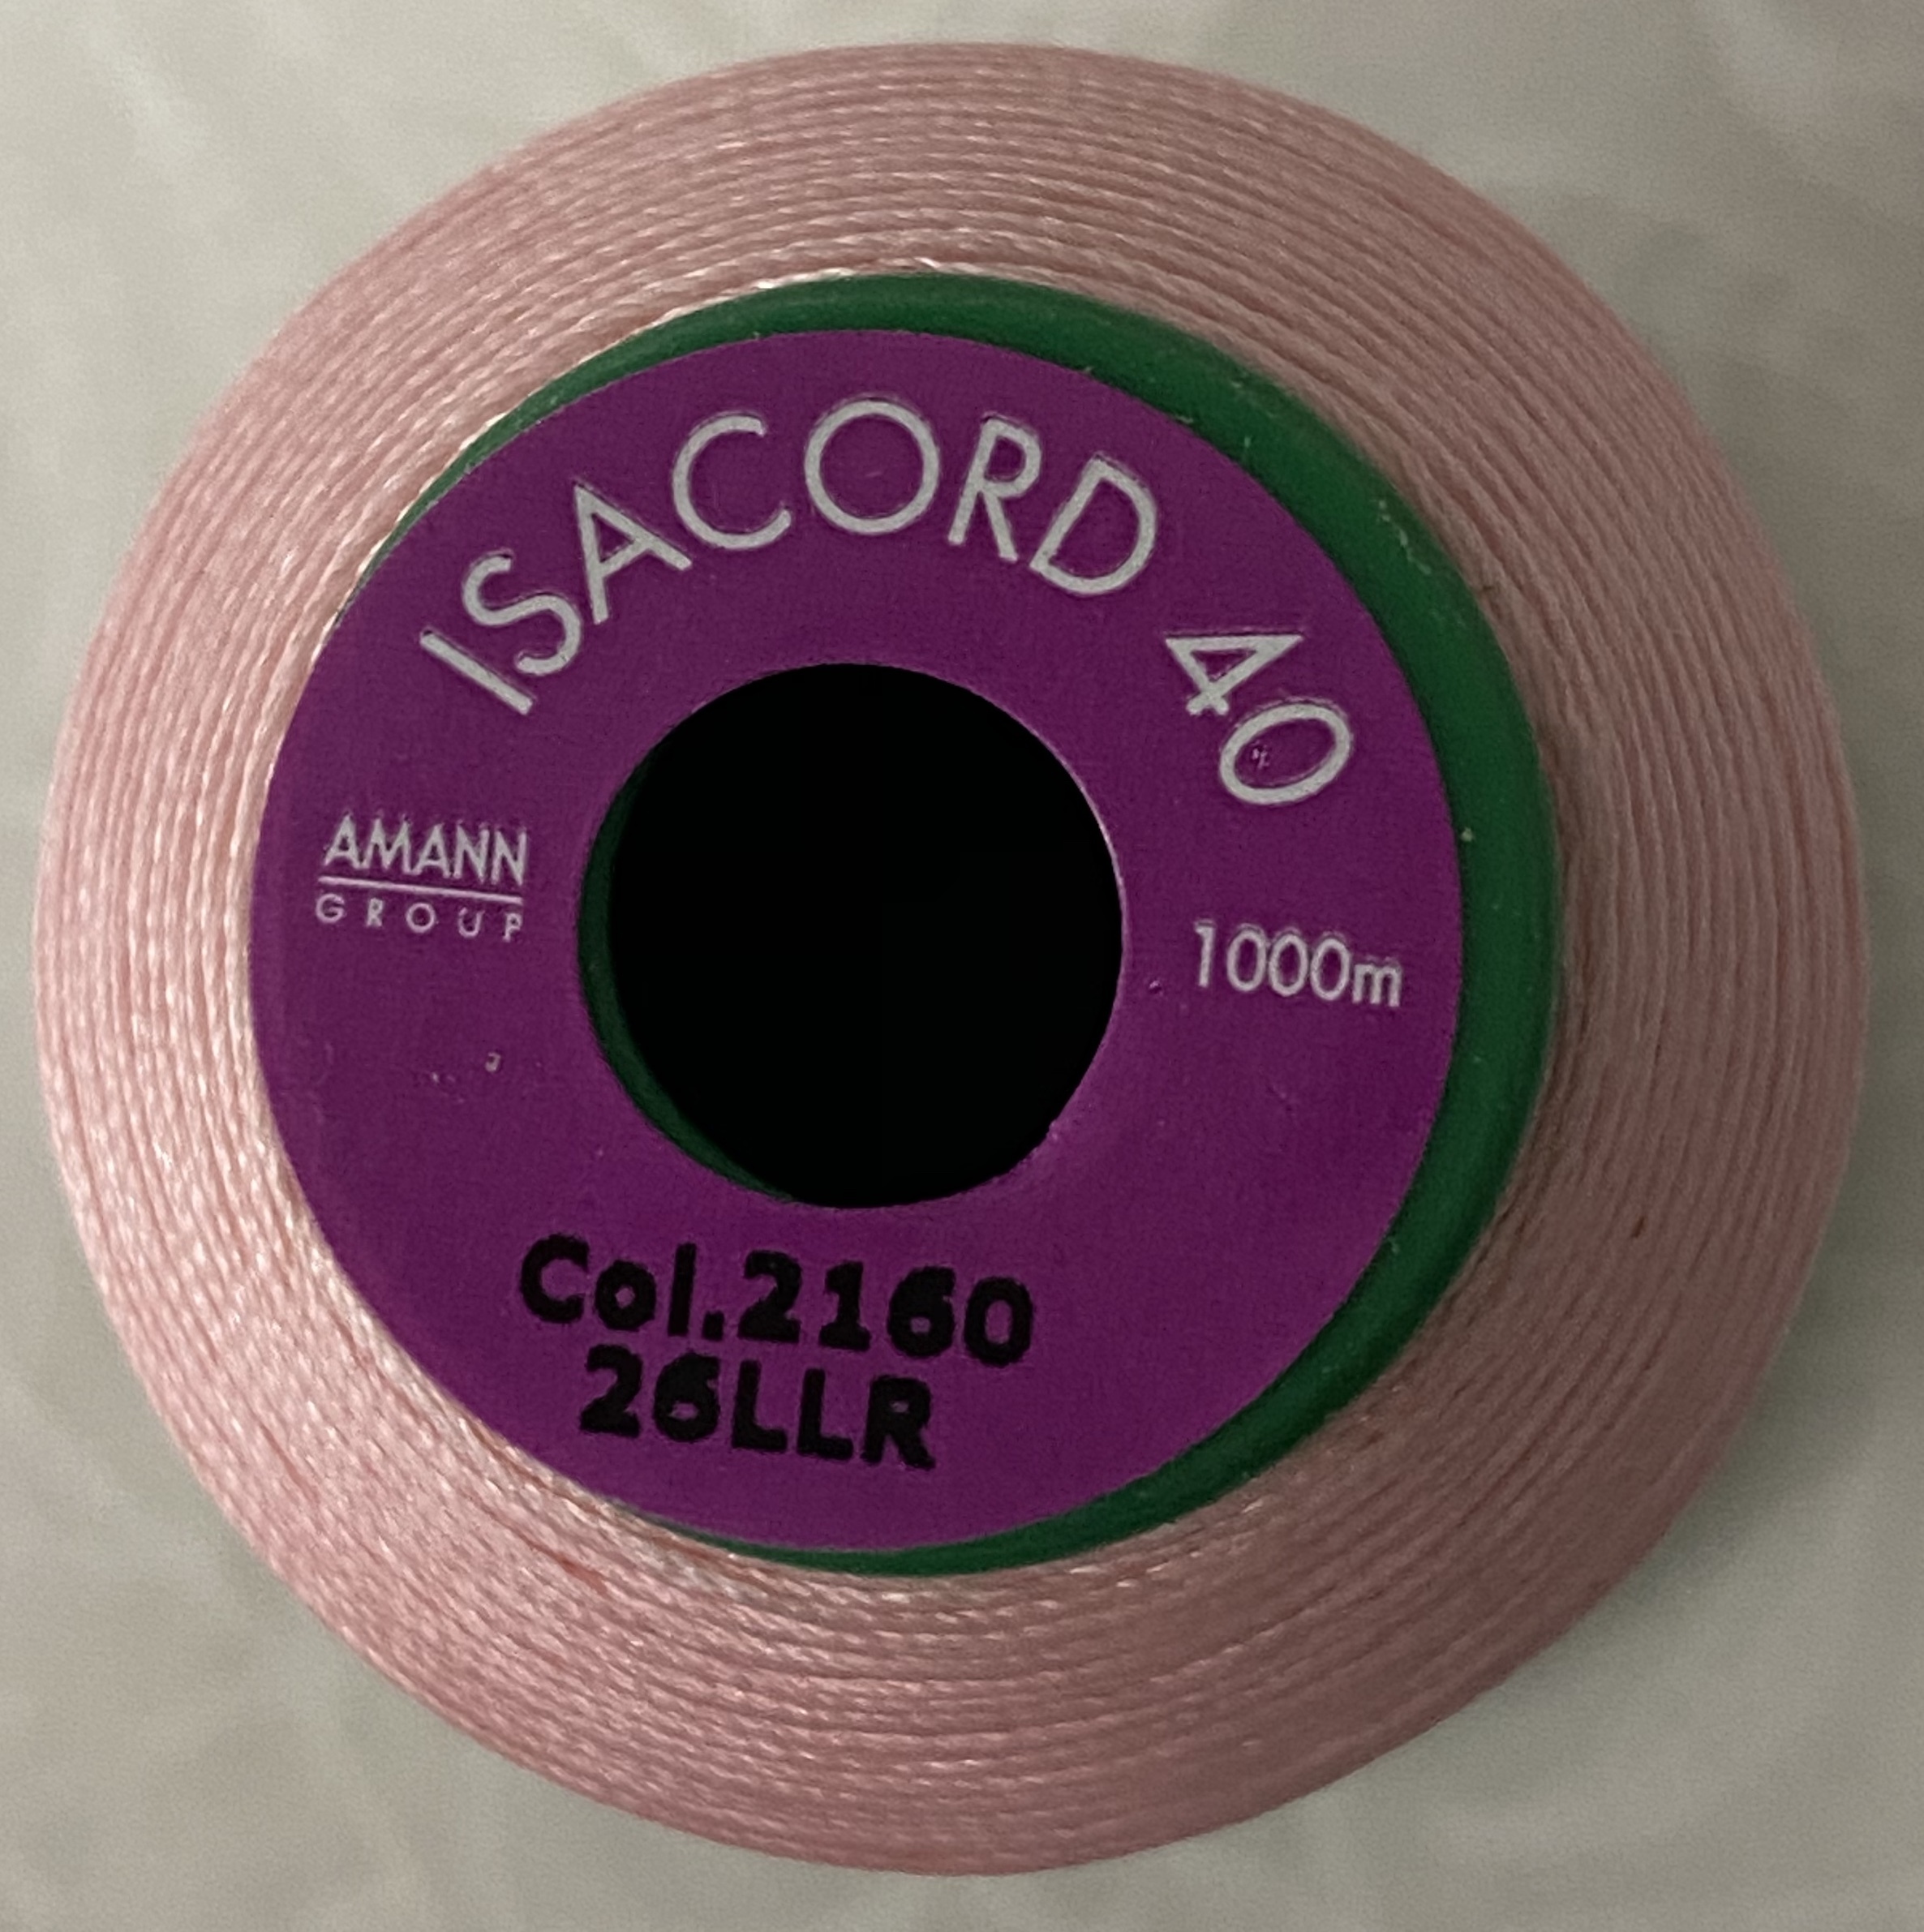 ISACORD 40
AMANN
GROUP
1000m
Col.2160
26LLR